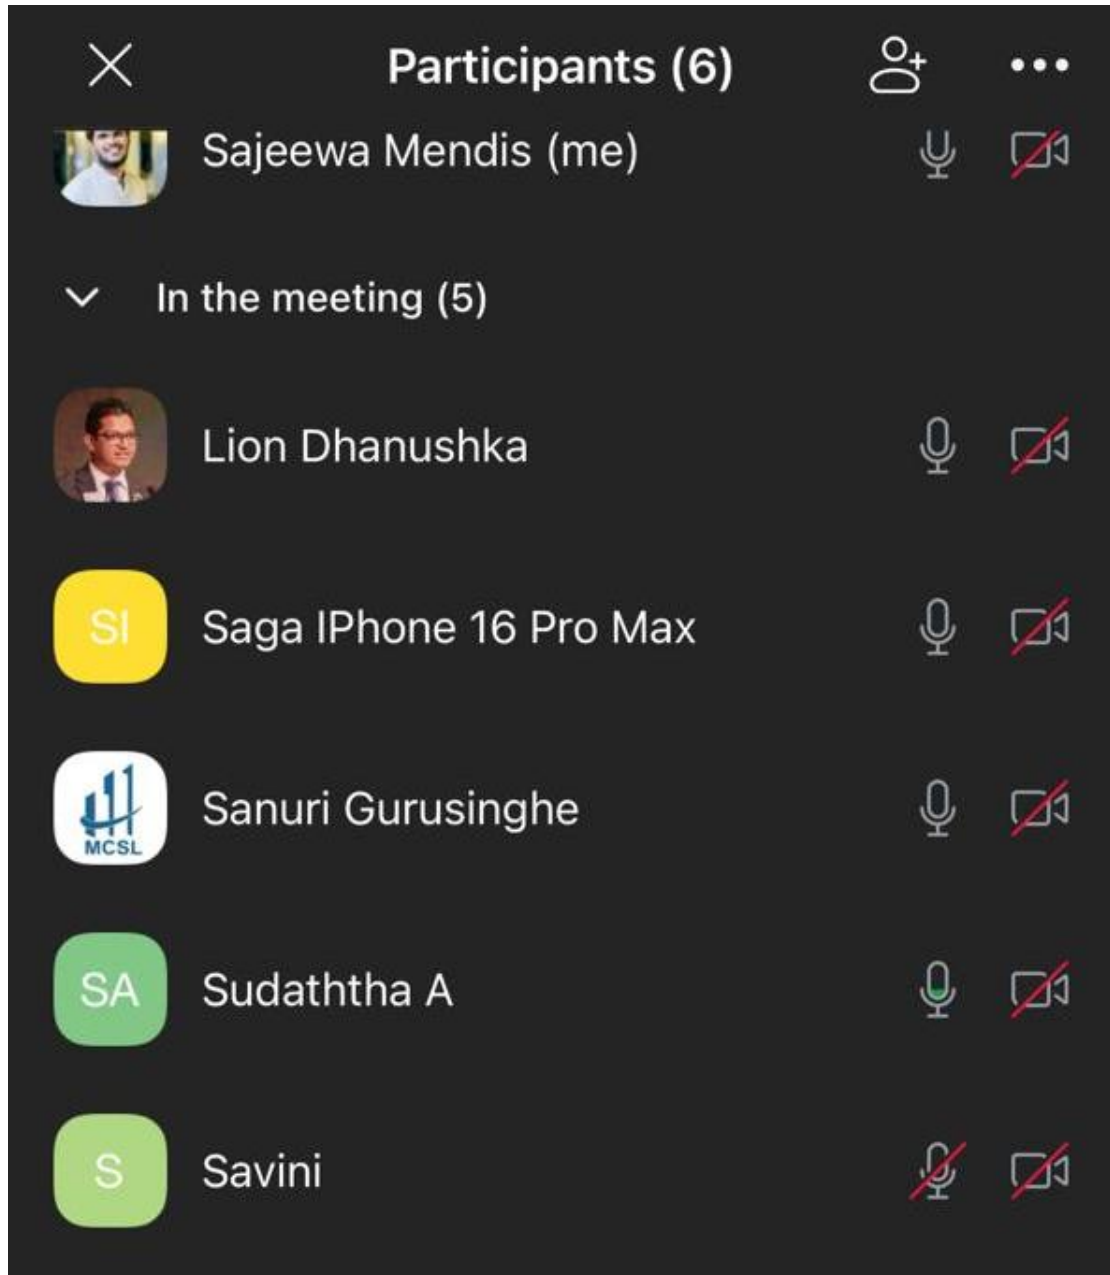 Participants (6)
Sajeewa Mendis (me)
In the meeting (5)
Lion Dhanushka
SI
Saga IPhone 16 Pro Max
MCSL
Sanuri Gurusinghe
SA
Sudaththa A
S
Savini